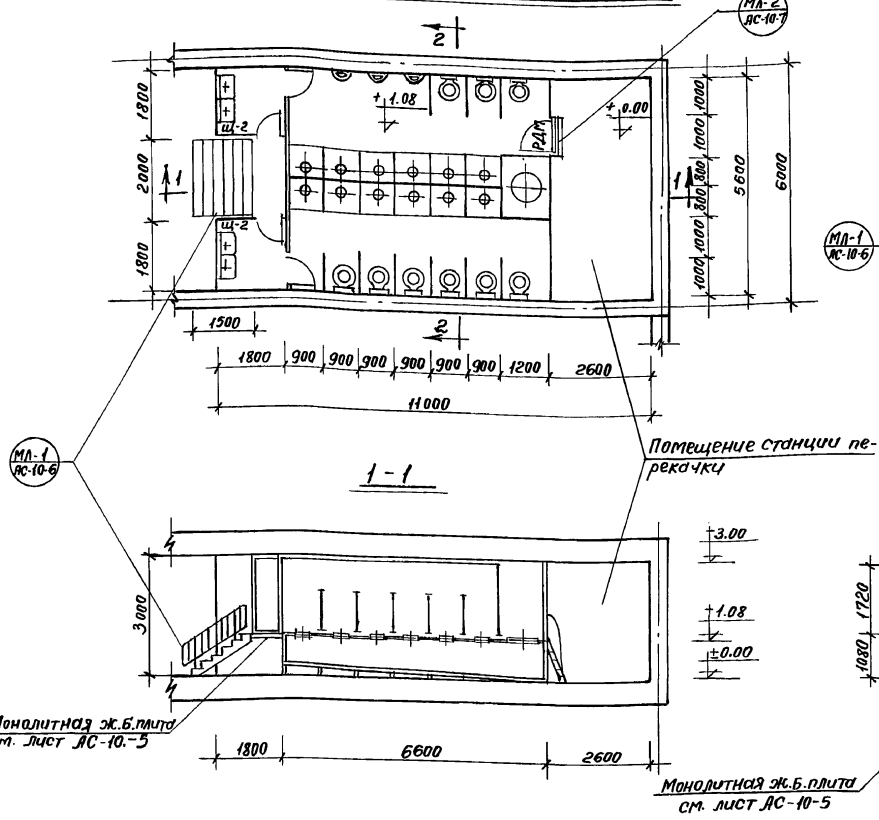 МЛ-2
АС-10-7
2
+1.08
+0.00
РДМ
Щ-2
Щ-2
1800
2000
1800
1
1
1000
1000
800
800
1000
1000
5600
6000
МЛ-1
АС-10-6
2
1500
1800 900 900 900 900 900 900 1200 2600
11000
МЛ-1
АС-10-6
Помещение станции пе-
рекачки
1-1
3000
+3.00
+1.08
±0.00
1720
1080
Монолитная ж.б.плита
см. лист АС-10.-5
1800 6600 2600
Монолитная ж.б.плита
см. лист АС-10-5